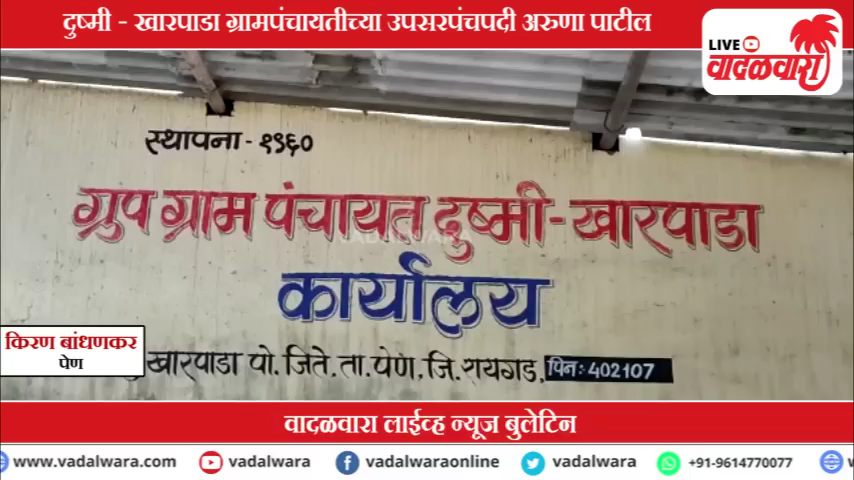 दुष्मी - खारपाडा ग्रामपंचायतीच्या उपसरपंचपदी अरुणा पाटील
LIVE
वादळवारा
स्थापना - १९६०
ग्रुप ग्राम पंचायत दुष्मी-खारपाडा
VADALWARA
कार्यालय
किरण बांधणकर
पेण
खारपाडा पो. जिते. ता. पेण, जि. रायगड, पिन: 402107
वादळवारा लाईव्ह न्यूज बुलेटिन
www.vadalwara.com vadalwara vadalwaraonline vadalwara +91-9614770077 w